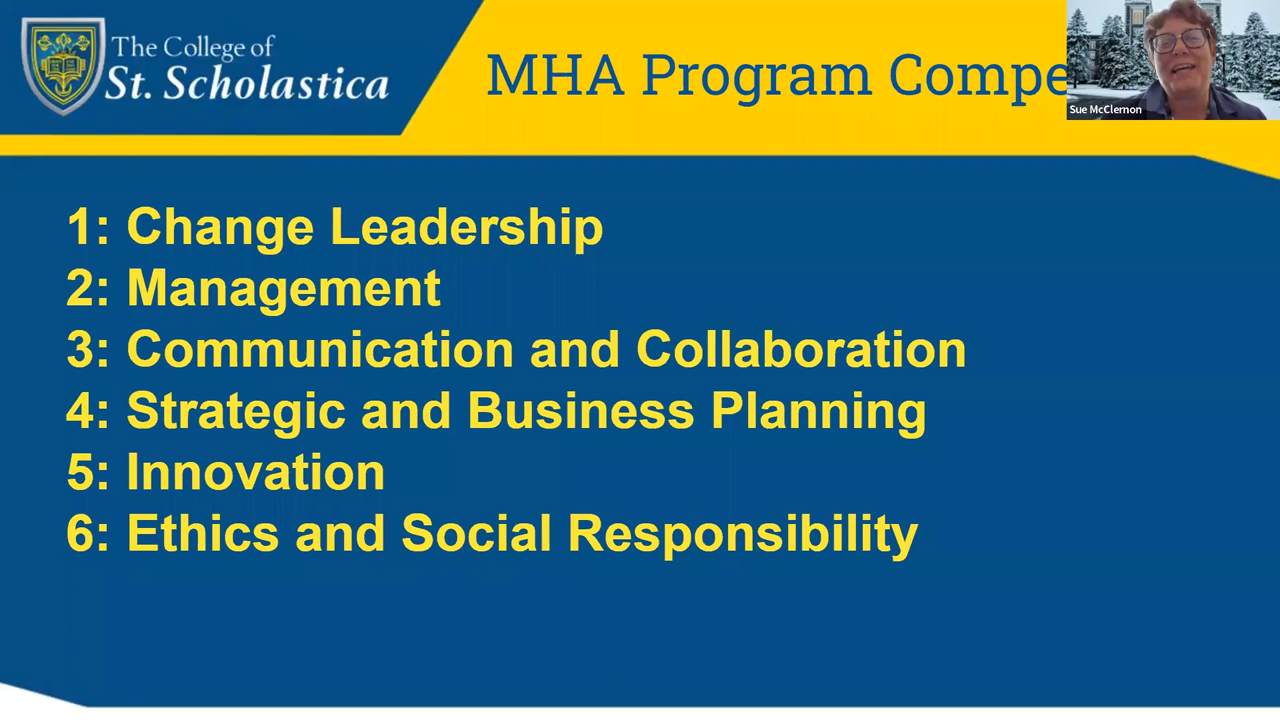 The College of
St. Scholastica
MHA Program Compe
Sue McClernon
1: Change Leadership
2: Management
3: Communication and Collaboration
4: Strategic and Business Planning
5: Innovation
6: Ethics and Social Responsibility